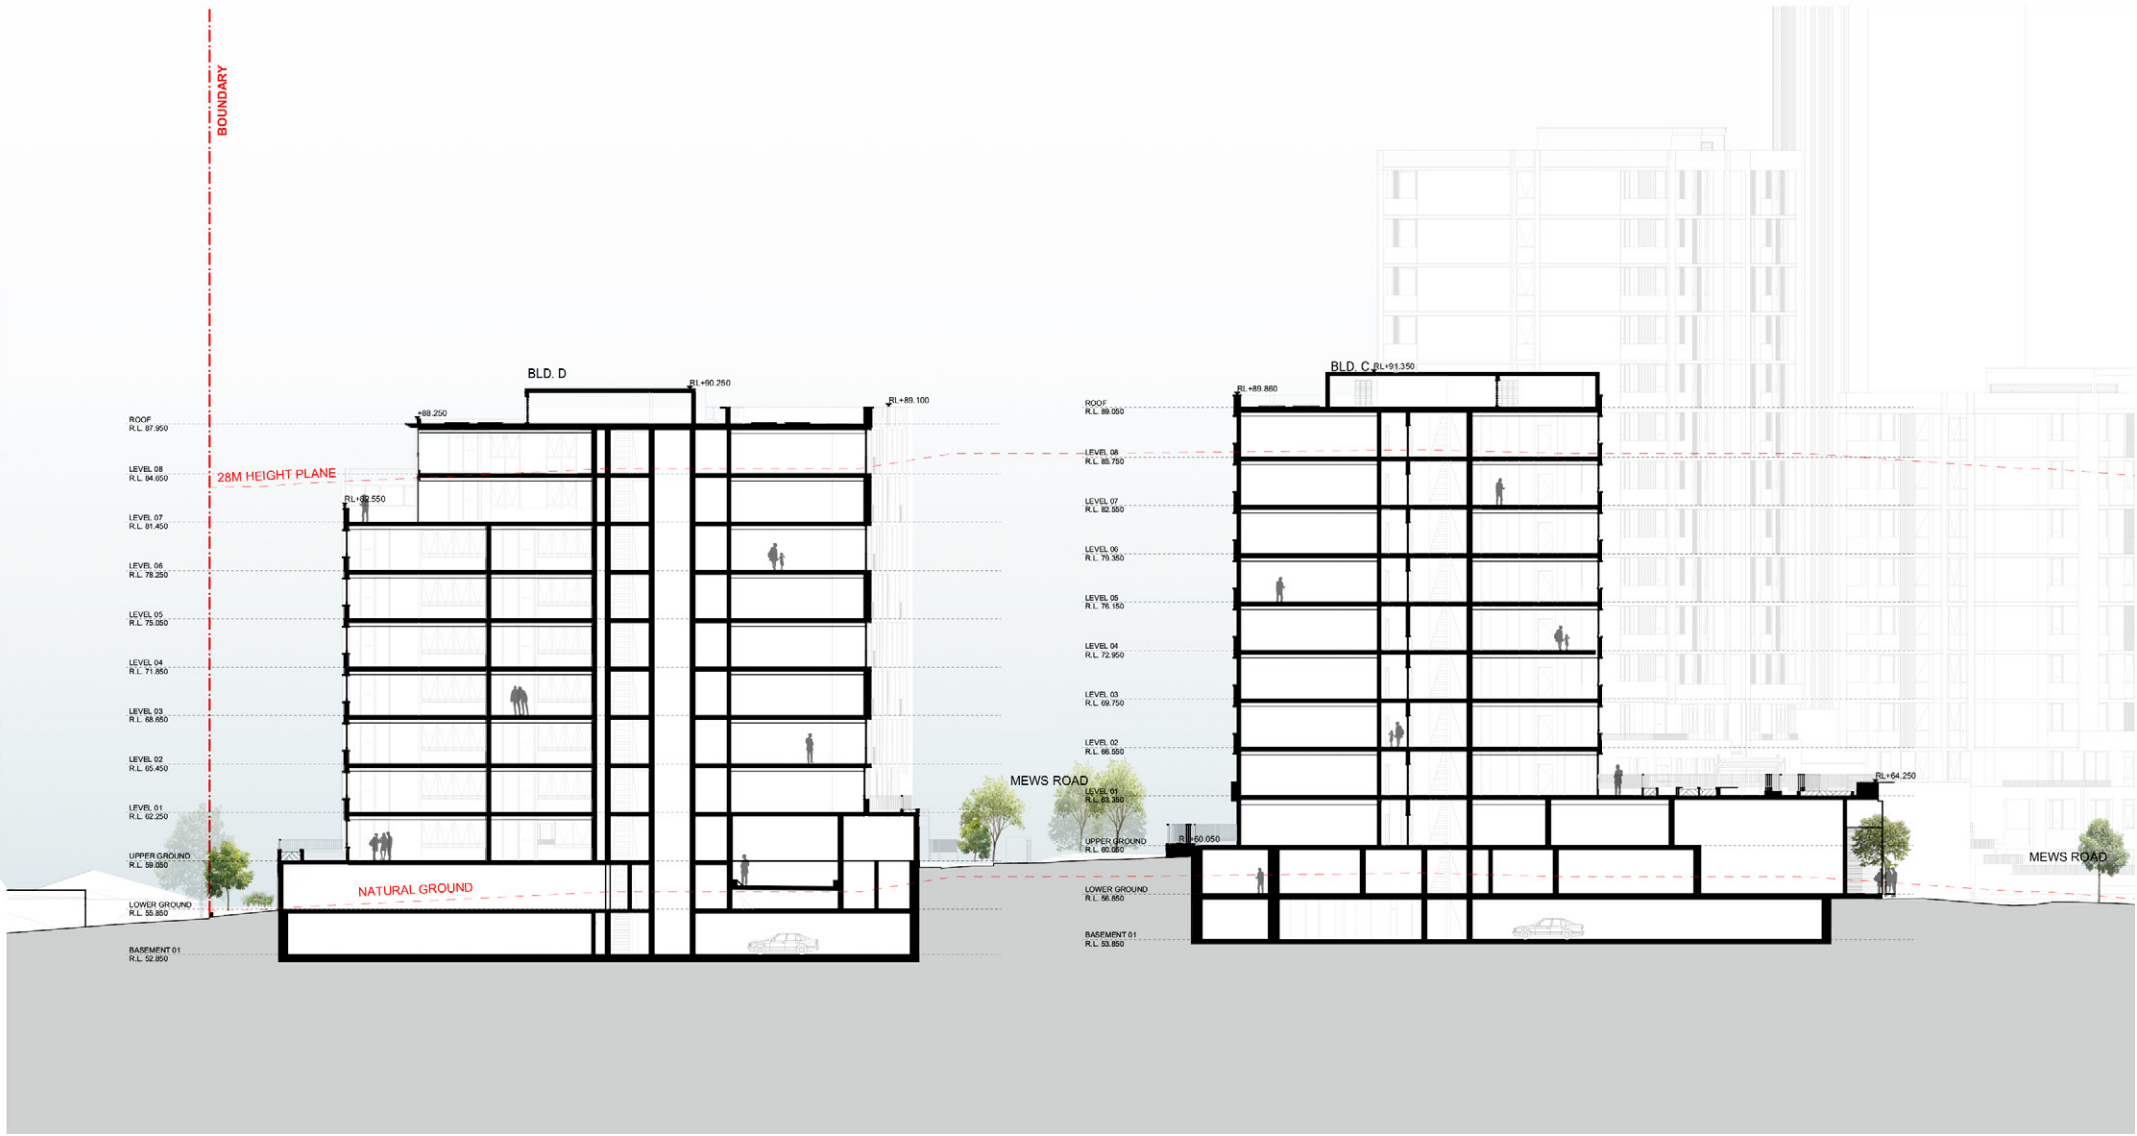 BOUNDARY
BLD. D
RL+90.250
RL+89.100
+88.250
ROOF
R.L. 87.950
LEVEL 08
R.L. 84.650
28M HEIGHT PLANE
RL+82.550
LEVEL 07
R.L. 81.450
LEVEL 06
R.L. 78.250
LEVEL 05
R.L. 75.050
LEVEL 04
R.L. 71.850
LEVEL 03
R.L. 68.650
LEVEL 02
R.L. 65.450
LEVEL 01
R.L. 62.250
UPPER GROUND
R.L. 59.050
NATURAL GROUND
LOWER GROUND
R.L. 55.850
BASEMENT 01
R.L. 52.850
MEWS ROAD
BLD. C
RL+91.350
RL+89.860
ROOF
R.L. 89.050
LEVEL 08
R.L. 85.750
LEVEL 07
R.L. 82.550
LEVEL 06
R.L. 79.350
LEVEL 05
R.L. 76.150
LEVEL 04
R.L. 72.950
LEVEL 03
R.L. 69.750
LEVEL 02
R.L. 66.550
RL+64.250
LEVEL 01
R.L. 63.350
RL+60.050
UPPER GROUND
R.L. 60.050
LOWER GROUND
R.L. 56.850
BASEMENT 01
R.L. 53.850
MEWS ROAD